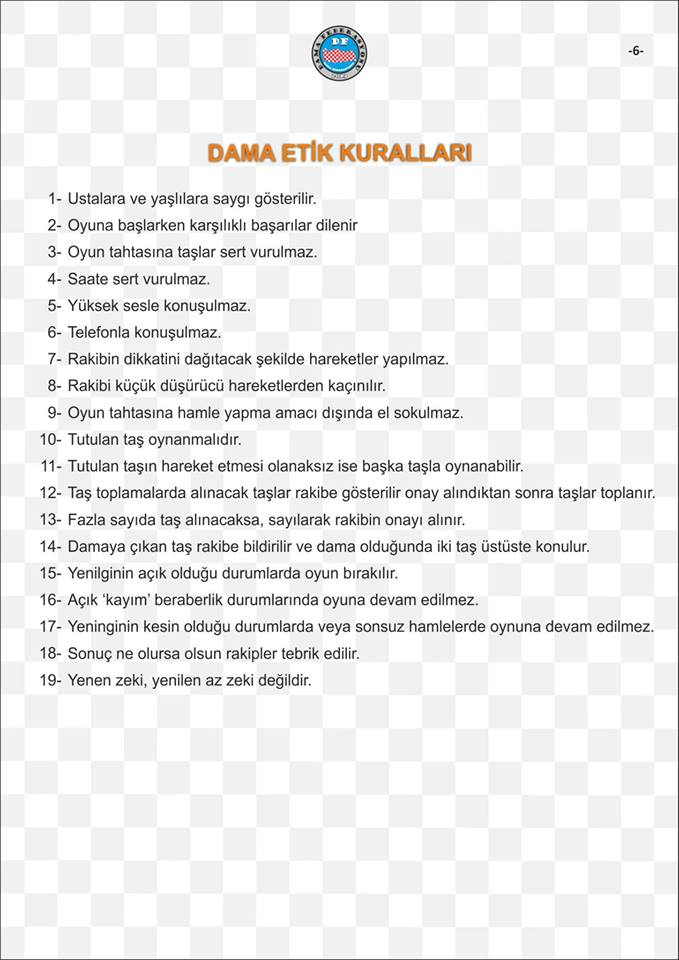 DAMA FEDERASYONU
DF
-6-
DAMA ETİK KURALLARI
1- Ustalara ve yaşlılara saygı gösterilir.
2- Oyuna başlarken karşılıklı başarılar dilenir
3- Oyun tahtasına taşlar sert vurulmaz.
4- Saate sert vurulmaz.
5- Yüksek sesle konuşulmaz.
6- Telefonla konuşulmaz.
7- Rakibin dikkatini dağıtacak şekilde hareketler yapılmaz.
8- Rakibi küçük düşürücü hareketlerden kaçınılır.
9- Oyun tahtasına hamle yapma amacı dışında el sokulmaz.
10- Tutulan taş oynanmalıdır.
11- Tutulan taşın hareket etmesi olanaksız ise başka taşla oynanabilir.
12- Taş toplamalarda alınacak taşlar rakibe gösterilir onay alındıktan sonra taşlar toplanır.
13- Fazla sayıda taş alınacaksa, sayılarak rakibin onayı alınır.
14- Damaya çıkan taş rakibe bildirilir ve dama olduğunda iki taş üstüste konulur.
15- Yenilginin açık olduğu durumlarda oyun bırakılır.
16- Açık ‘kayım’ beraberlik durumlarında oyuna devam edilmez.
17- Yeninginin kesin olduğu durumlarda veya sonsuz hamlelerde oynuna devam edilmez.
18- Sonuç ne olursa olsun rakipler tebrik edilir.
19- Yenen zeki, yenilen az zeki değildir.